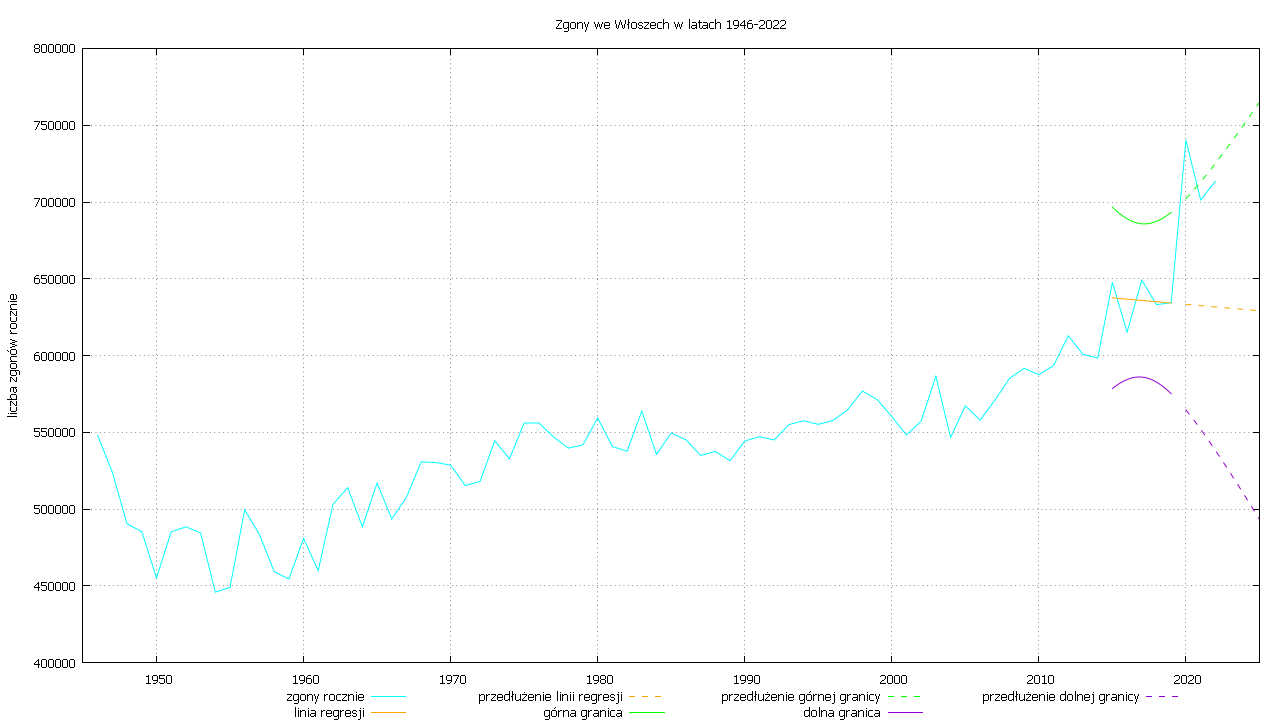 Zgony we Włoszech w latach 1946-2022
800000
750000
700000
650000
600000
550000
500000
450000
400000
liczba zgonów rocznie
1950 1960 1970 1980 1990 2000 2010 2020
zgony rocznie przedłużenie linii regresji przedłużenie górnej granicy przedłużenie dolnej granicy
linia regresji górna granica dolna granica